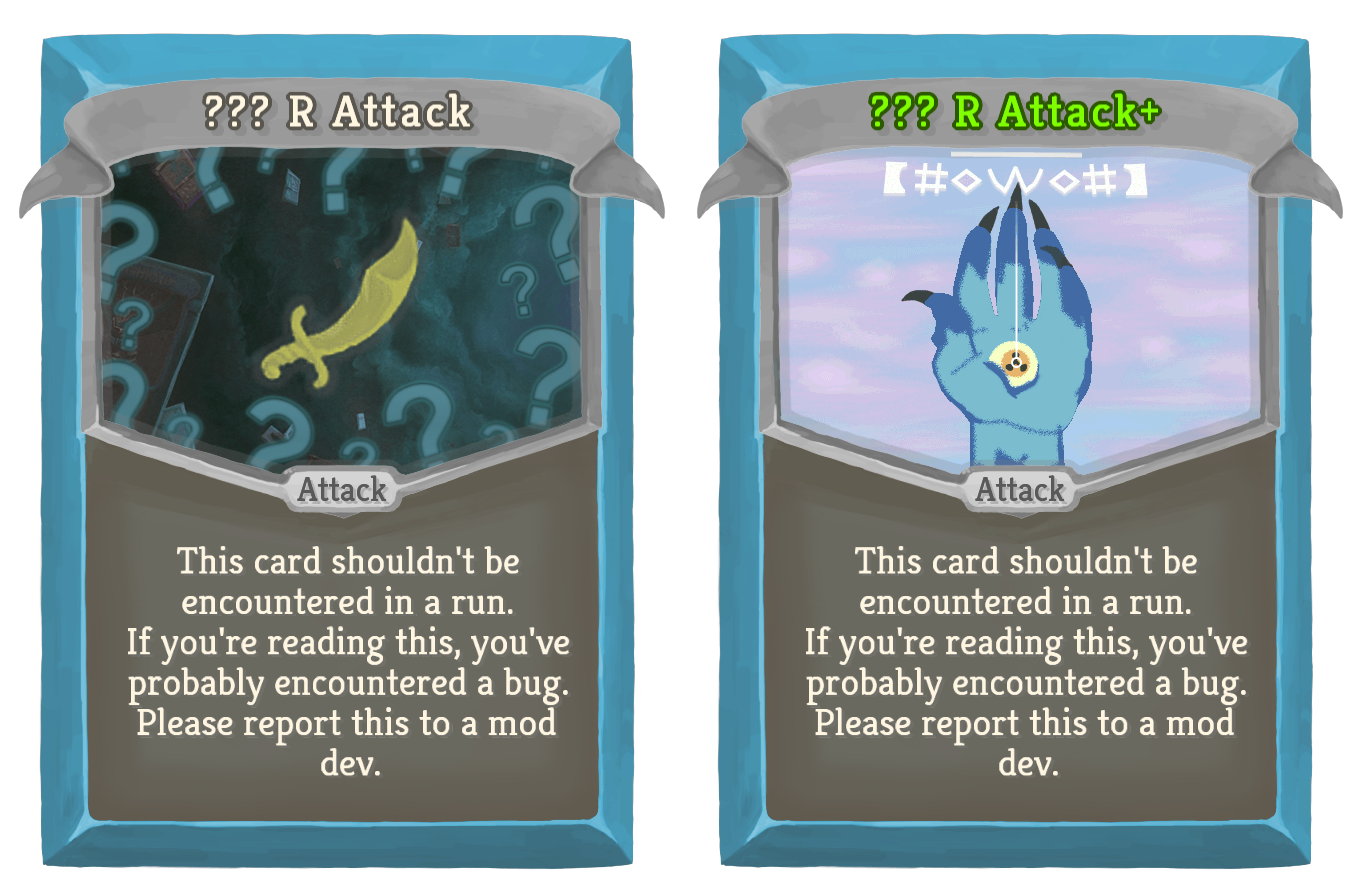 ??? R Attack
Attack
This card shouldn't be
encountered in a run.
If you're reading this, you've
probably encountered a bug.
Please report this to a mod
dev.
??? R Attack+
Attack
This card shouldn't be
encountered in a run.
If you're reading this, you've
probably encountered a bug.
Please report this to a mod
dev.